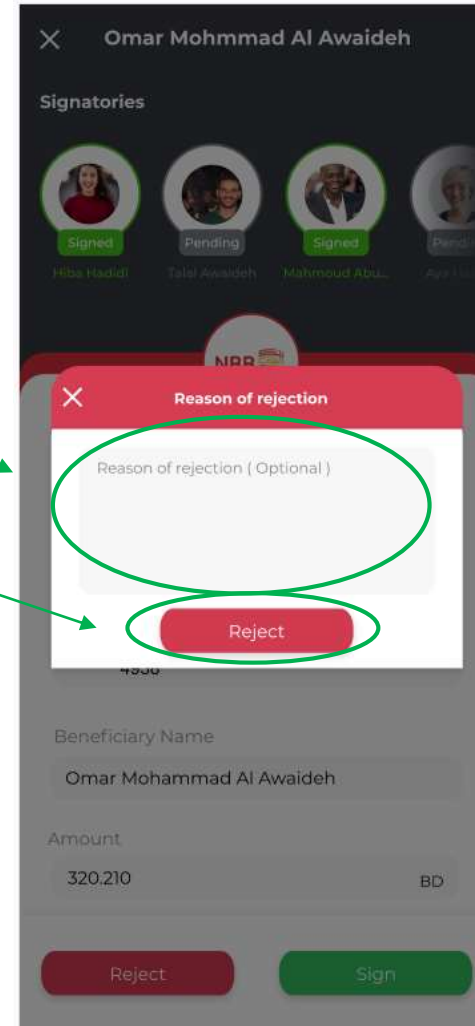 Omar Mohmmad Al Awaideh
Signatories
Signed
Pending
Signed
Hiba Hadidi
Talal Awaideh
Mahmoud Abu...
NBB
Reason of rejection
Reason of rejection ( Optional )
Reject
4938
Beneficiary Name
Omar Mohammad Al Awaideh
Amount
320.210
BD
Reject
Sign